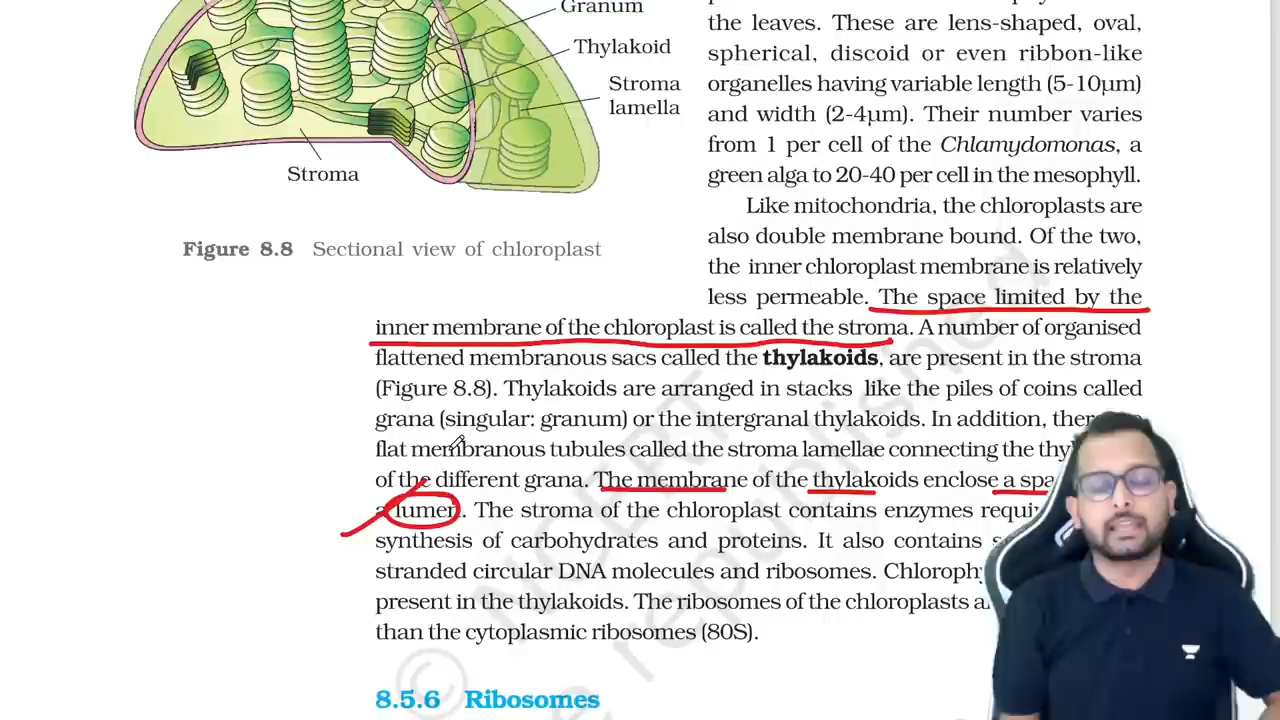 Granum
Thylakoid
Stroma
lamella
Stroma
Figure 8.8 Sectional view of chloroplast
the leaves. These are lens-shaped, oval,
spherical, discoid or even ribbon-like
organelles having variable length (5-10µm)
and width (2-4µm). Their number varies
from 1 per cell of the Chlamydomonas, a
green alga to 20-40 per cell in the mesophyll.
Like mitochondria, the chloroplasts are
also double membrane bound. Of the two,
the inner chloroplast membrane is relatively
less permeable. The space limited by the
inner membrane of the chloroplast is called the stroma. A number of organised
flattened membranous sacs called the thylakoids, are present in the stroma
(Figure 8.8). Thylakoids are arranged in stacks like the piles of coins called
grana (singular: granum) or the intergranal thylakoids. In addition,
flat membranous tubules called the stroma lamellae connecting the
of the different grana. The membrane of the thylakoids enclose a
a lumen. The stroma of the chloroplast contains enzymes
synthesis of carbohydrates and proteins. It also contains
stranded circular DNA molecules and ribosomes.
present in the thylakoids. The ribosomes of the chloroplasts
than the cytoplasmic ribosomes (80S).
8.5.6 Ribosomes
© NCERT
republished